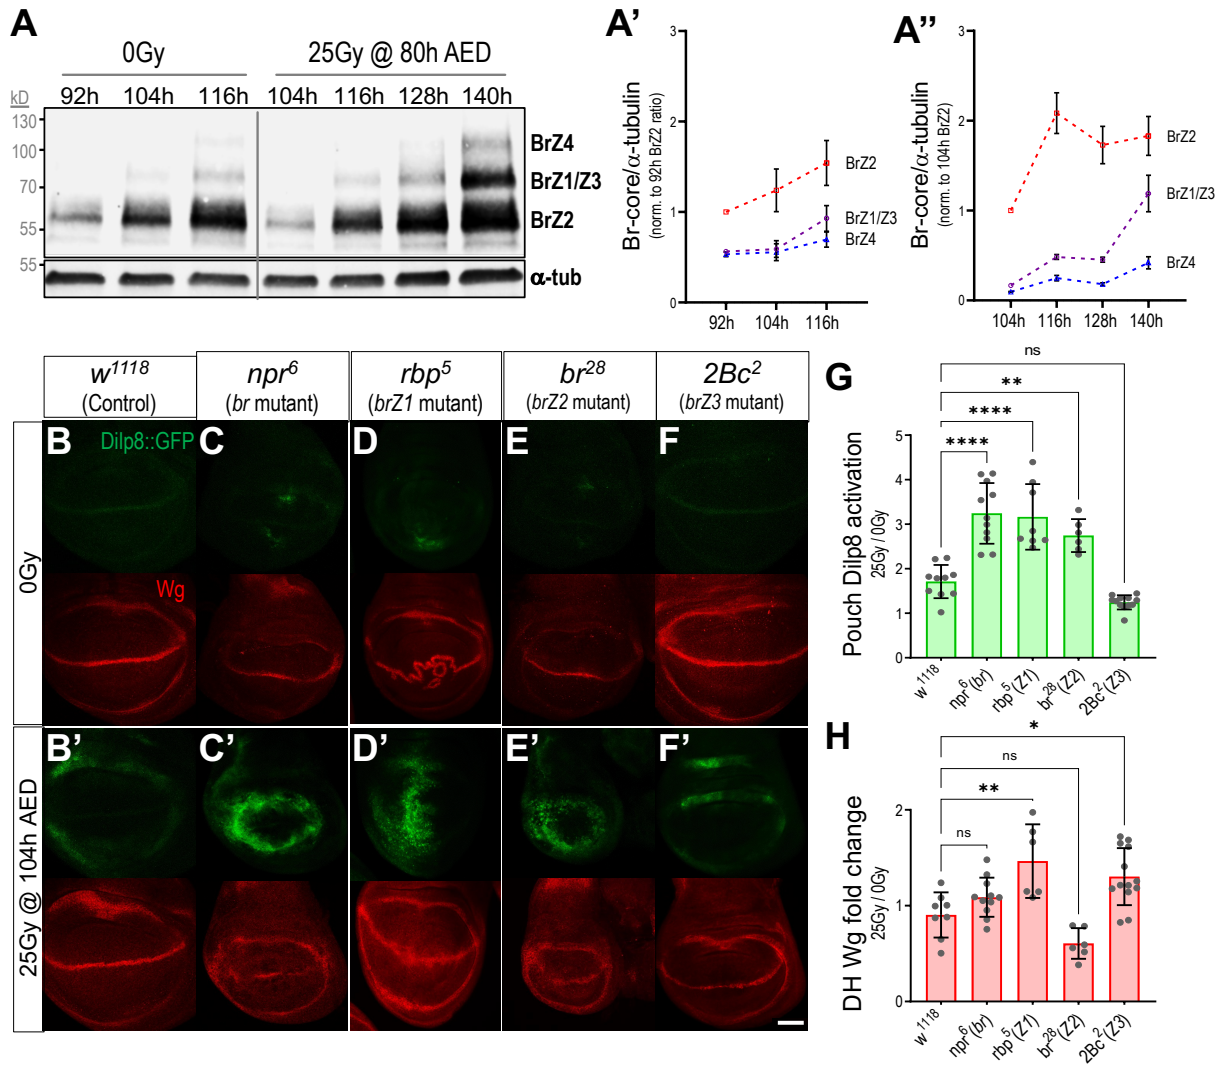 A
0Gy
25Gy @ 80h AED
kD
92h 104h 116h 104h 116h 128h 140h
130
100
70
55
55
BrZ4
BrZ1/Z3
BrZ2
α-tub
A'
Br-core/α-tubulin
(norm. to 92h BrZ2 ratio)
3
2
1
0
92h 104h 116h
BrZ2
BrZ1/Z3
BrZ4
A''
Br-core/α-tubulin
(norm. to 104h BrZ2)
3
2
1
0
104h 116h 128h 140h
BrZ2
BrZ1/Z3
BrZ4
w1118 npr6 rbp5 br28 2Bc2
(Control) (br mutant) (brZ1 mutant) (brZ2 mutant) (brZ3 mutant)
0Gy
B C D E F
Dilp8::GFP
Wg
25Gy @ 104h AED
B' C' D' E' F'
G
Pouch Dilp8 activation
25Gy / 0Gy
5
4
3
2
1
0
ns
**
****
****
w1118 npr6 (br) rbp5 (Z1) br28 (Z2) 2Bc2 (Z3)
H
DH Wg fold change
25Gy / 0Gy
2
1
0
*
ns
**
ns
w1118 npr6 (br) rbp5 (Z1) br28 (Z2) 2Bc2 (Z3)